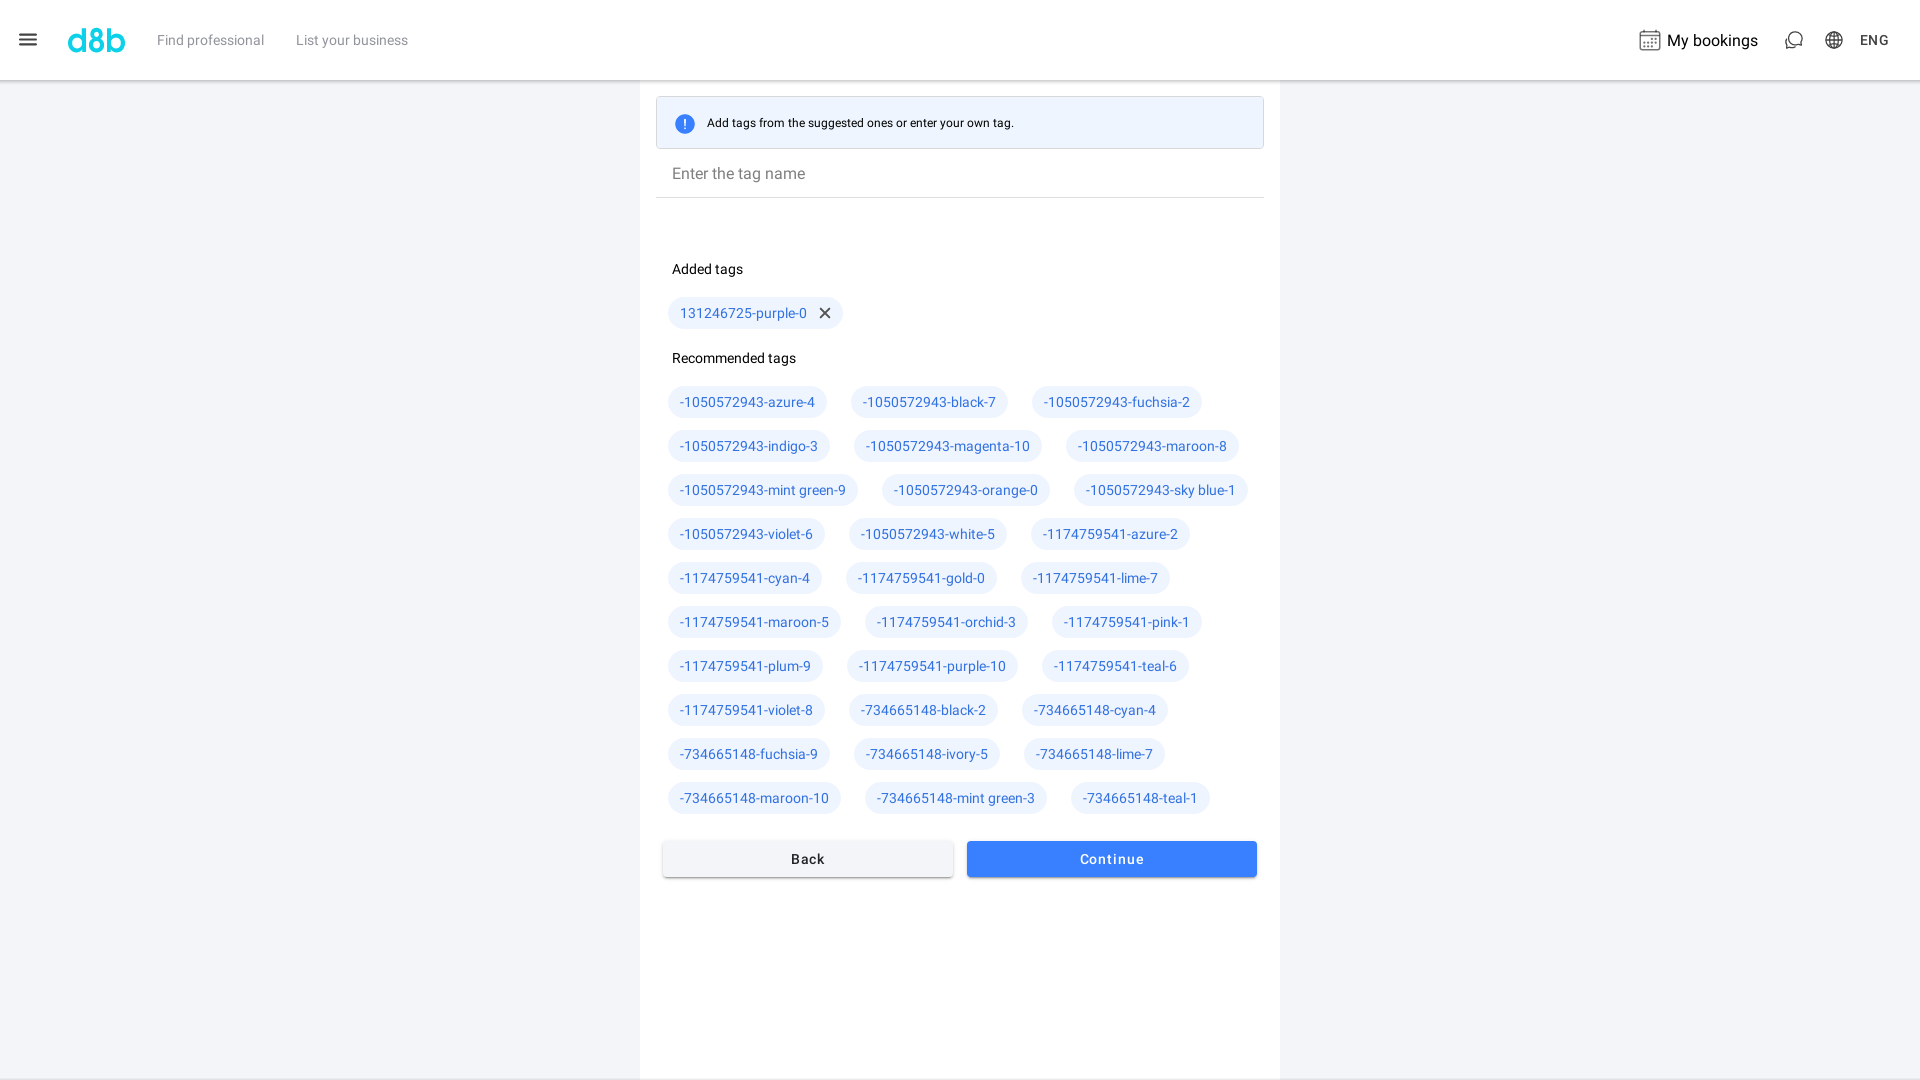 d8b Find professional List your business My bookings ENG
Add tags from the suggested ones or enter your own tag.
Enter the tag name
Added tags
131246725-purple-0
Recommended tags
-1050572943-azure-4 -1050572943-black-7 -1050572943-fuchsia-2
-1050572943-indigo-3 -1050572943-magenta-10 -1050572943-maroon-8
-1050572943-mint green-9 -1050572943-orange-0 -1050572943-sky blue-1
-1050572943-violet-6 -1050572943-white-5 -1174759541-azure-2
-1174759541-cyan-4 -1174759541-gold-0 -1174759541-lime-7
-1174759541-maroon-5 -1174759541-orchid-3 -1174759541-pink-1
-1174759541-plum-9 -1174759541-purple-10 -1174759541-teal-6
-1174759541-violet-8 -734665148-black-2 -734665148-cyan-4
-734665148-fuchsia-9 -734665148-ivory-5 -734665148-lime-7
-734665148-maroon-10 -734665148-mint green-3 -734665148-teal-1
Back Continue